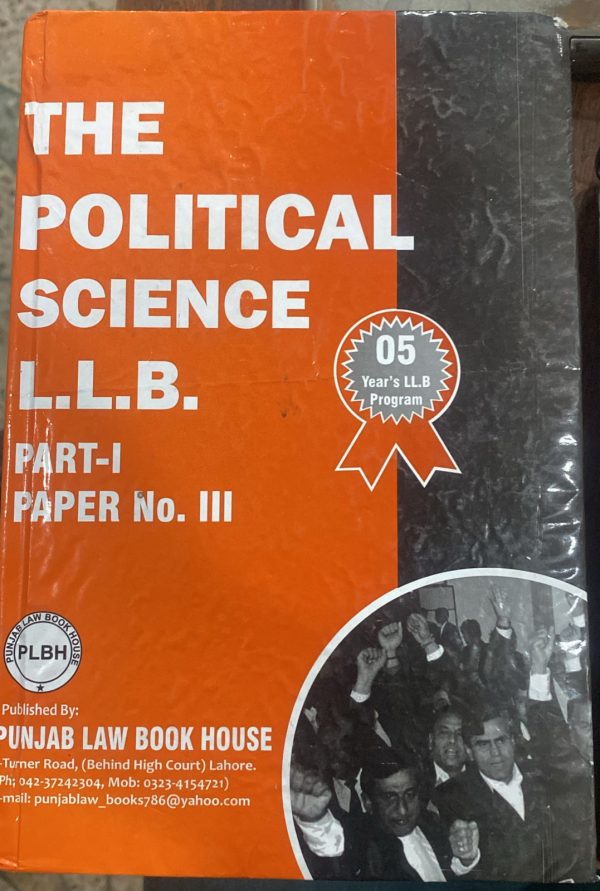 THE
POLITICAL
SCIENCE
L.L.B.
PART-I
PAPER No. III
05
Year's LL.B
Program
PUNJAB LAW BOOK HOUSE
PLBH
Published By:
PUNJAB LAW BOOK HOUSE
-Turner Road, (Behind High Court) Lahore.
(Ph; 042-37242304, Mob: 0323-4154721)
-mail: punjablaw_books786@yahoo.com